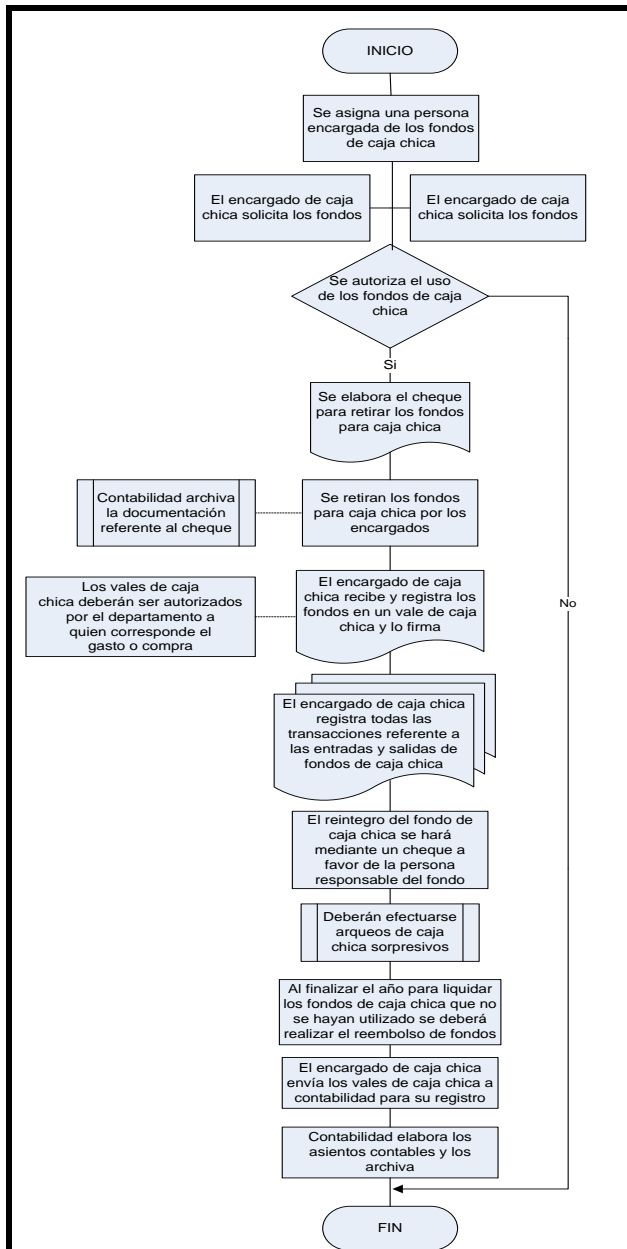 INICIO
Se asigna una persona
encargada de los fondos
de caja chica
El encargado de caja
chica solicita los fondos
El encargado de caja
chica solicita los fondos
Se autoriza el uso
de los fondos de caja
chica
Si
Se elabora el cheque
para retirar los fondos
para caja chica
Contabilidad archiva
la documentación
referente al cheque
Se retiran los fondos
para caja chica por los
encargados
Los vales de caja
chica deberán ser autorizados
por el departamento a
quien corresponde el
gasto o compra
El encargado de caja
chica recibe y registra los
fondos en un vale de caja
chica y lo firma
No
El encargado de caja chica
registra todas las
transacciones referente a
las entradas y salidas de
fondos de caja chica
El reintegro del fondo de
caja chica se hará
mediante un cheque a
favor de la persona
responsable del fondo
Deberán efectuarse
arqueos de caja
chica sorpresivos
Al finalizar el año para liquidar
los fondos de caja chica que no
se hayan utilizado se deberá
realizar el reembolso de fondos
El encargado de caja chica
envía los vales de caja chica a
contabilidad para su registro
Contabilidad elabora los
asientos contables y los
archiva
FIN